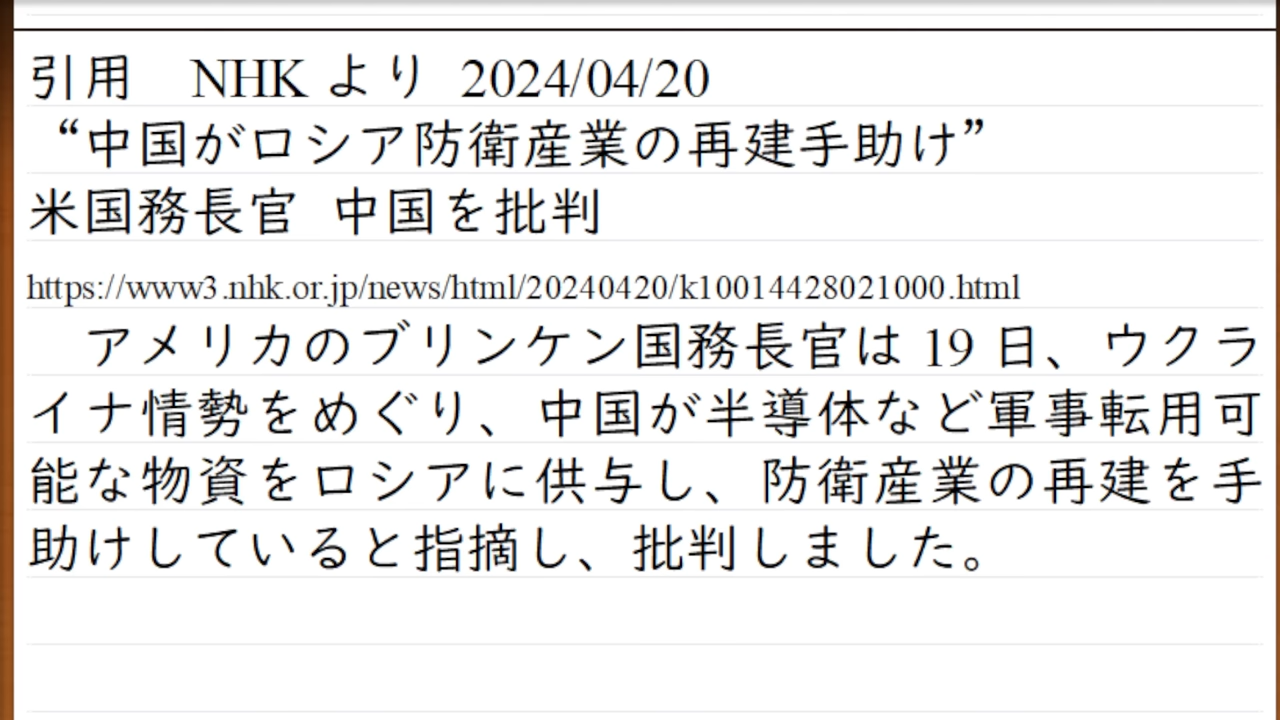 引用　NHK より 2024/04/20
“中国がロシア防衛産業の再建手助け”
米国務長官 中国を批判
https://www3.nhk.or.jp/news/html/20240420/k10014428021000.html
　アメリカのブリンケン国務長官は 19 日、ウクラ
イナ情勢をめぐり、中国が半導体など軍事転用可
能な物資をロシアに供与し、防衛産業の再建を手
助けしていると指摘し、批判しました。